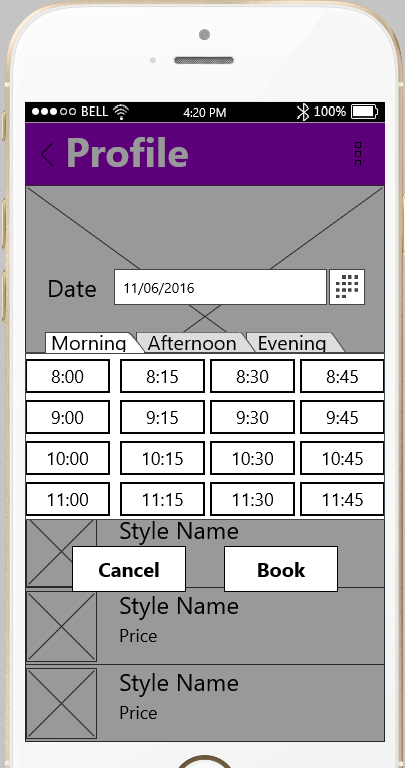 BELL 4:20 PM 100%
Profile
Date 11/06/2016
Morning Afternoon Evening
8:00 8:15 8:30 8:45
9:00 9:15 9:30 9:45
10:00 10:15 10:30 10:45
11:00 11:15 11:30 11:45
Style Name
Cancel Book
Style Name
Price
Style Name
Price